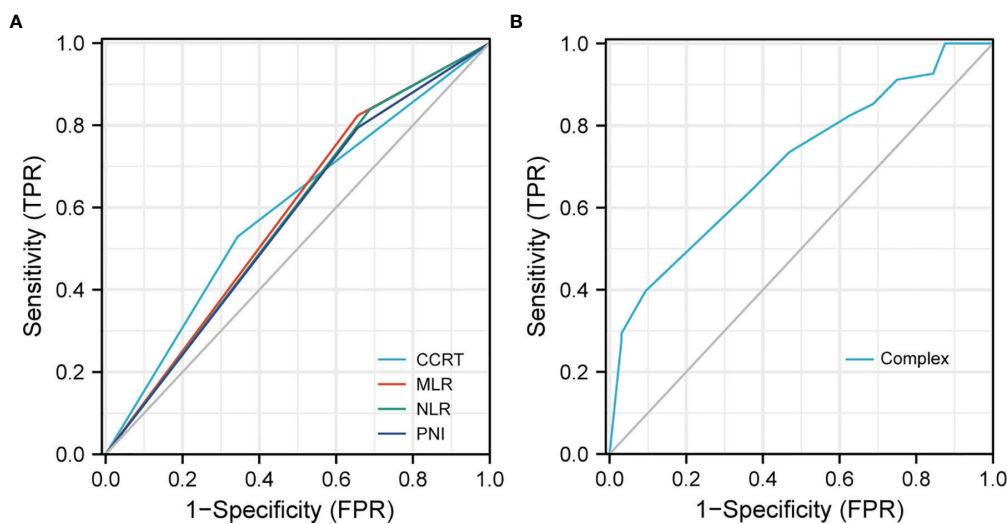 A
1.0
0.8
0.6
0.4
0.2
0.0
Sensitivity (TPR)
CCRT
MLR
NLR
PNI
0.0 0.2 0.4 0.6 0.8 1.0
1−Specificity (FPR)
B
1.0
0.8
0.6
0.4
0.2
0.0
Sensitivity (TPR)
Complex
0.0 0.2 0.4 0.6 0.8 1.0
1−Specificity (FPR)